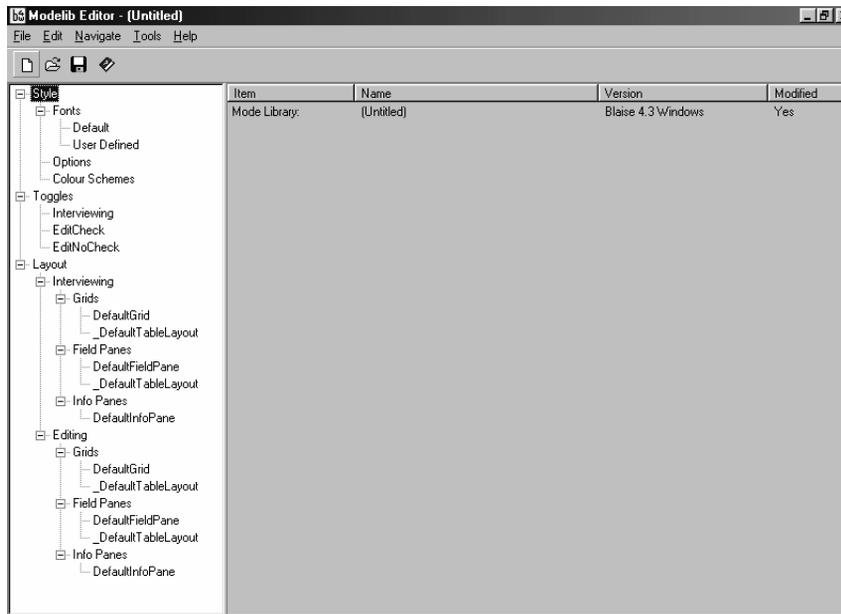 Modelib Editor - (Untitled)
File Edit Navigate Tools Help
Style
Fonts
Default
User Defined
Options
Colour Schemes
Toggles
Interviewing
EditCheck
EditNoCheck
Layout
Interviewing
Grids
DefaultGrid
_DefaultTableLayout
Field Panes
DefaultFieldPane
_DefaultTableLayout
Info Panes
DefaultInfoPane
Editing
Grids
DefaultGrid
_DefaultTableLayout
Field Panes
DefaultFieldPane
_DefaultTableLayout
Info Panes
DefaultInfoPane
Item Name Version Modified
Mode Library: (Untitled) Blaise 4.3 Windows Yes